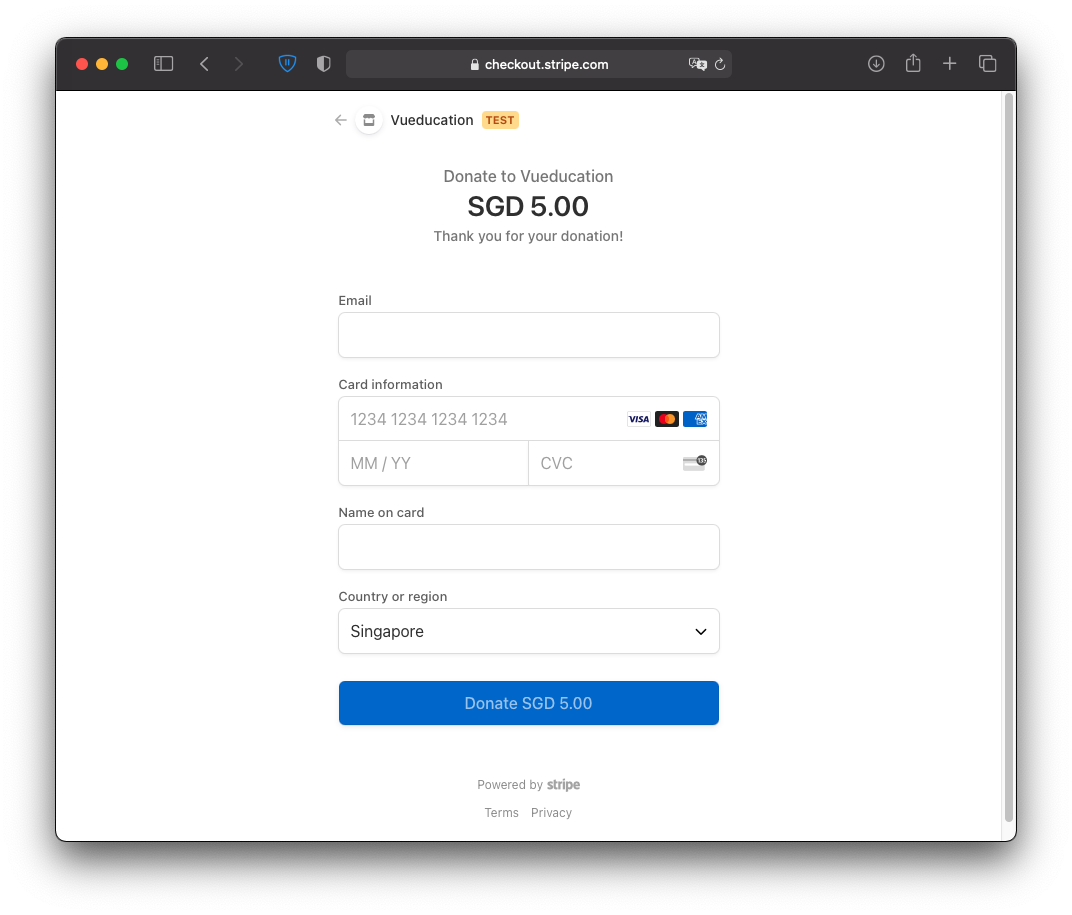 checkout.stripe.com
Vueducation TEST
Donate to Vueducation
SGD 5.00
Thank you for your donation!
Email
Card information
1234 1234 1234 1234 VISA AMEX
MM / YY CVC 135
Name on card
Country or region
Singapore
Donate SGD 5.00
Powered by stripe
Terms Privacy